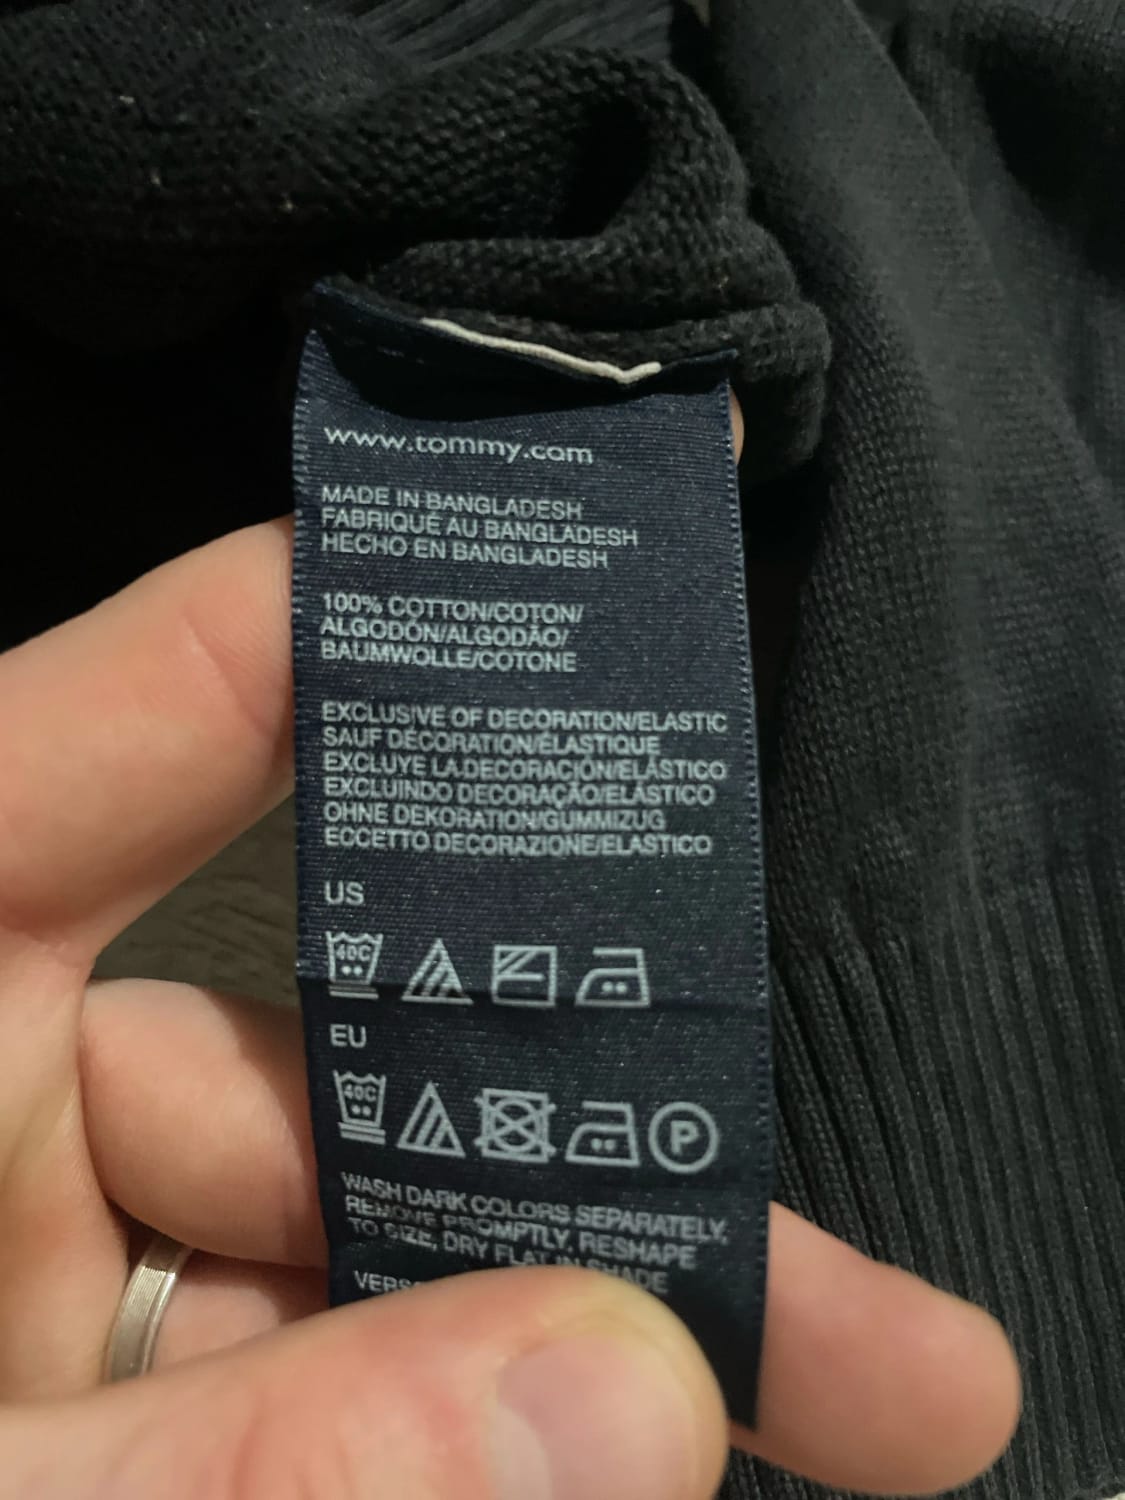 www.tommy.com
MADE IN BANGLADESH
FABRIQUÉ AU BANGLADESH
HECHO EN BANGLADESH
100% COTTON/COTON/
ALGODÓN/ALGODÃO/
BAUMWOLLE/COTONE
EXCLUSIVE OF DECORATION/ELASTIC
SAUF DÉCORATION/ÉLASTIQUE
EXCLUYE LA DECORACIÓN/ELÁSTICO
EXCLUINDO DECORAÇÃO/ELÁSTICO
OHNE DEKORATION/GUMMIZUG
ECCETTO DECORAZIONE/ELASTICO
US
40C
EU
40C
P
WASH DARK COLORS SEPARATELY,
REMOVE PROMPTLY, RESHAPE
TO SIZE, DRY FLAT IN SHADE